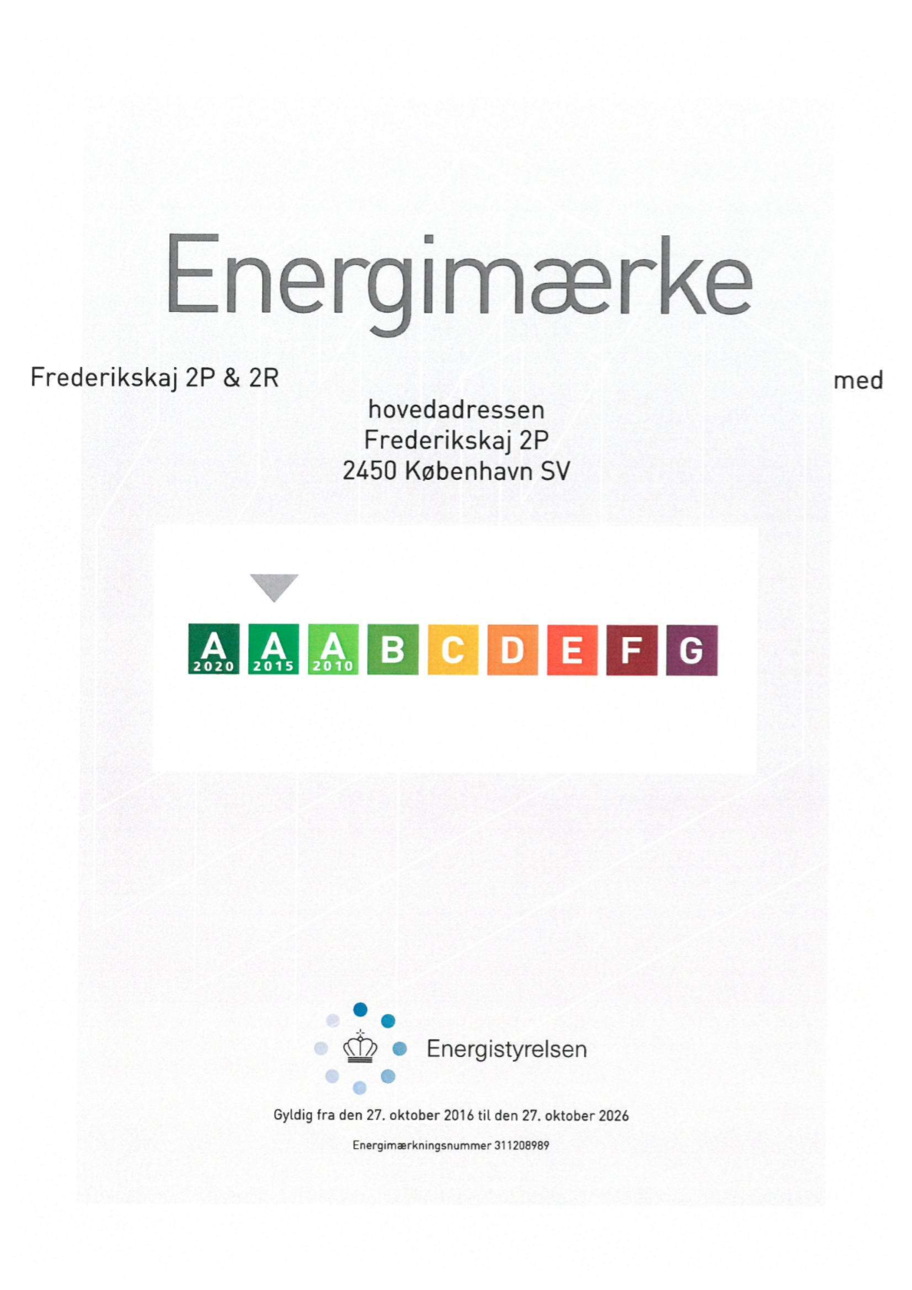 Energimærke
Frederikskaj 2P & 2R med
hovedadressen
Frederikskaj 2P
2450 København SV
A 2020 A 2015 A 2010 B C D E F G
Energistyrelsen
Gyldig fra den 27. oktober 2016 til den 27. oktober 2026
Energimærkningsnummer 311208989